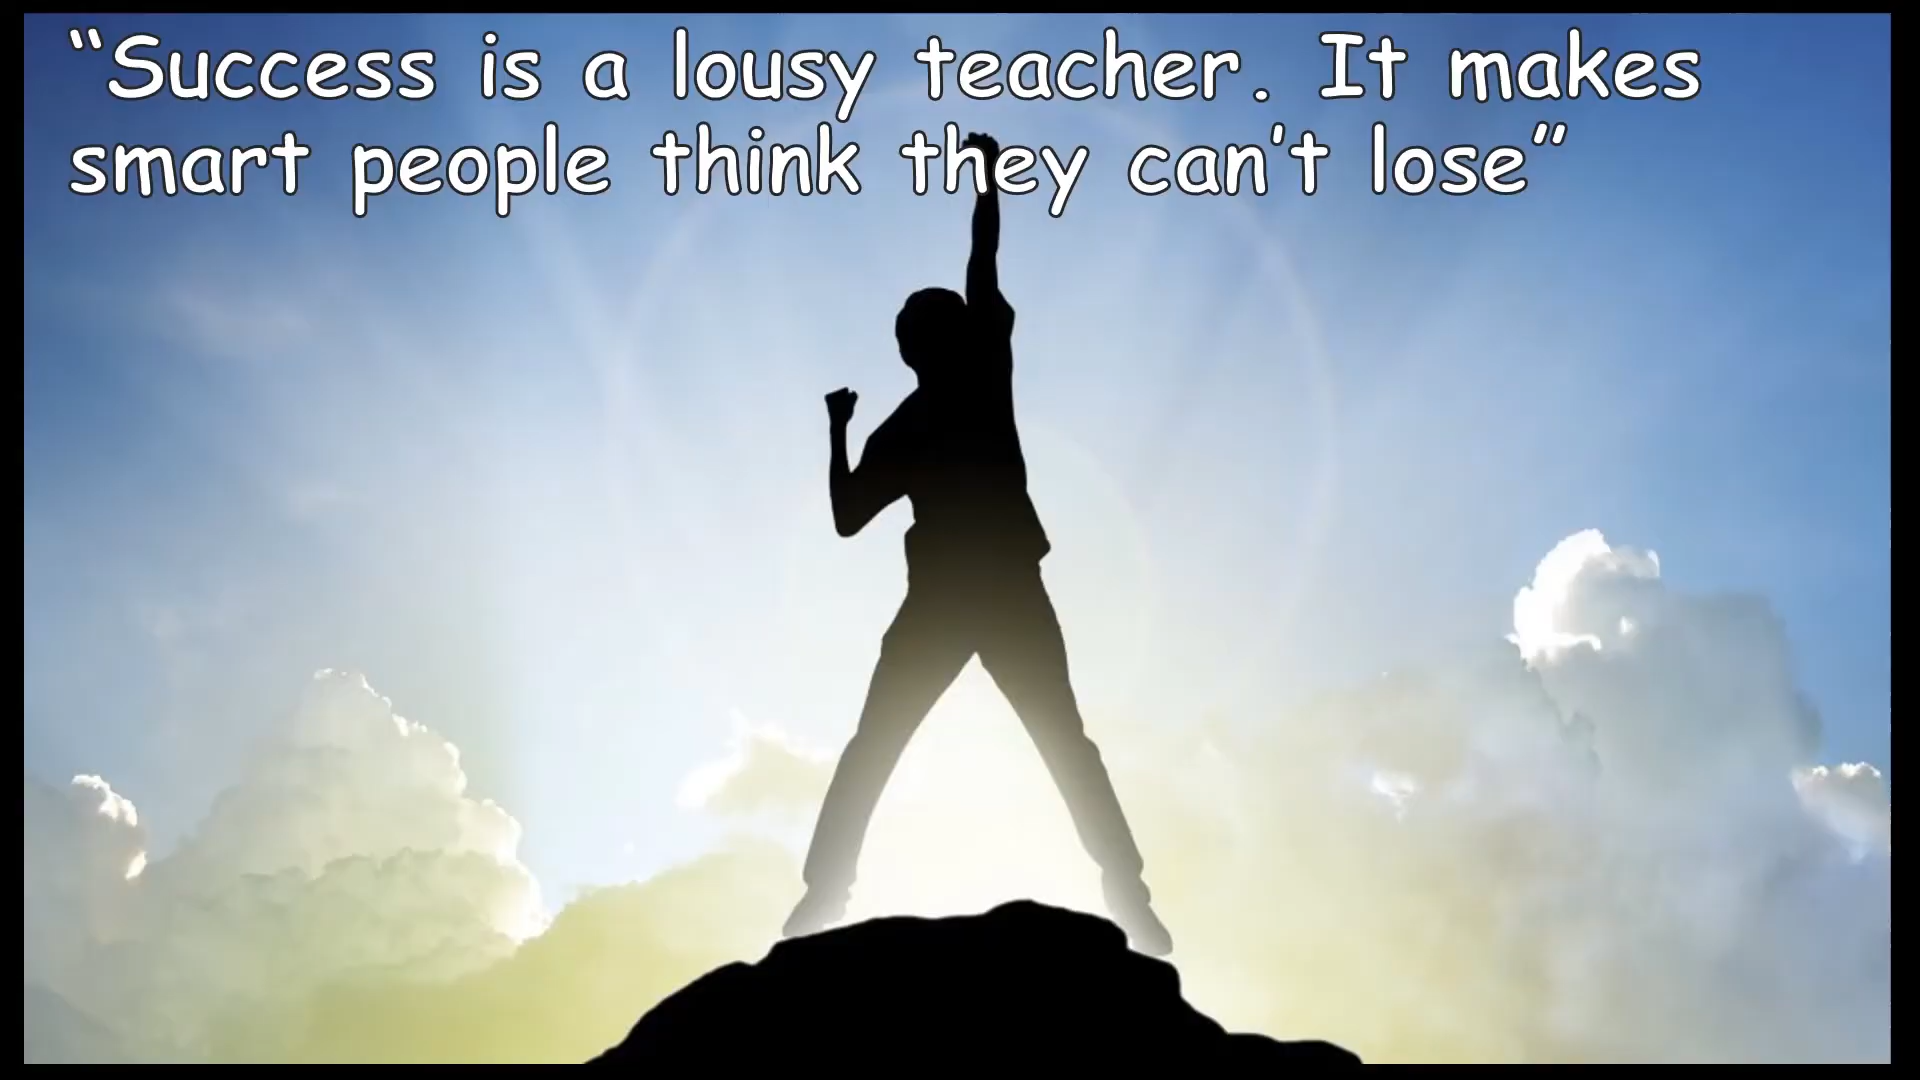 “Success is a lousy teacher. It makes
smart people think they can’t lose”